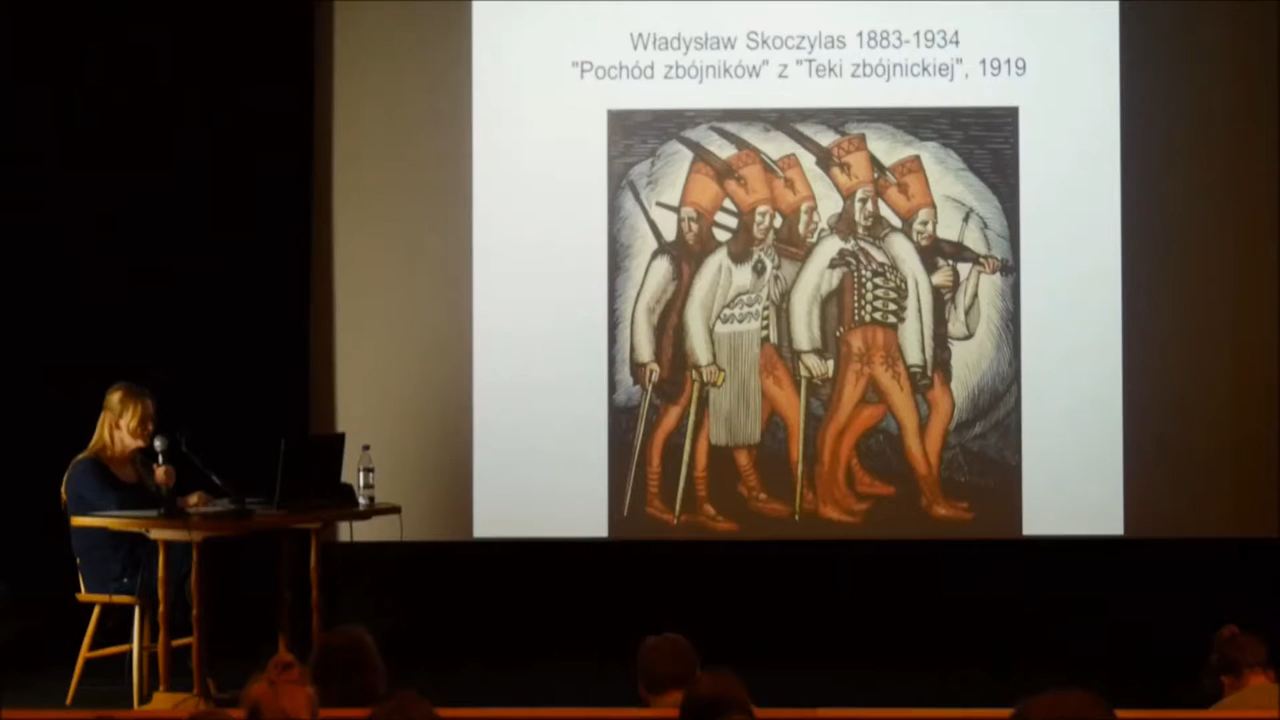 Władysław Skoczylas 1883-1934
"Pochód zbójników" z "Teki zbójnickiej", 1919